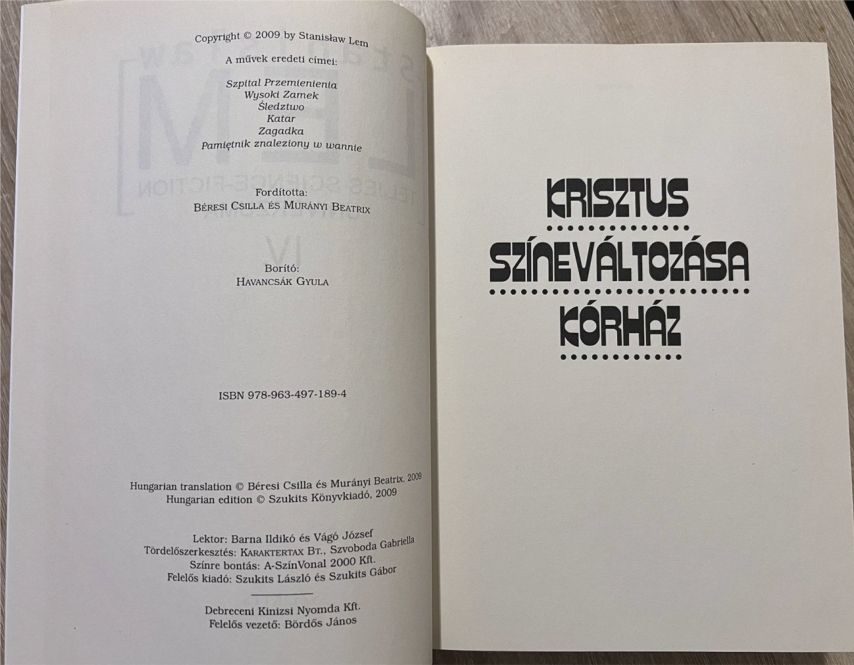 Copyright © 2009 by Stanisław Lem
A művek eredeti címei:
Szpital Przemienienia
Wysoki Zamek
Śledztwo
Katar
Zagadka
Pamiętnik znaleziony w wannie
Fordította:
BÉRESI CSILLA ÉS MURÁNYI BEATRIX
Borító:
HAVANCSÁK GYULA
ISBN 978-963-497-189-4
Hungarian translation © Béresi Csilla és Murányi Beatrix, 2009
Hungarian edition © Szukits Könyvkiadó, 2009
Lektor: Barna Ildikó és Vágó József
Tördelőszerkesztés: KARAKTERTAX BT., Szvoboda Gabriella
Színre bontás: A-SzínVonal 2000 Kft.
Felelős kiadó: Szukits László és Szukits Gábor
Debreceni Kinizsi Nyomda Kft.
Felelős vezető: Bördős János
KRISZTUS
SZÍNEVÁLTOZÁSA
KÓRHÁZ